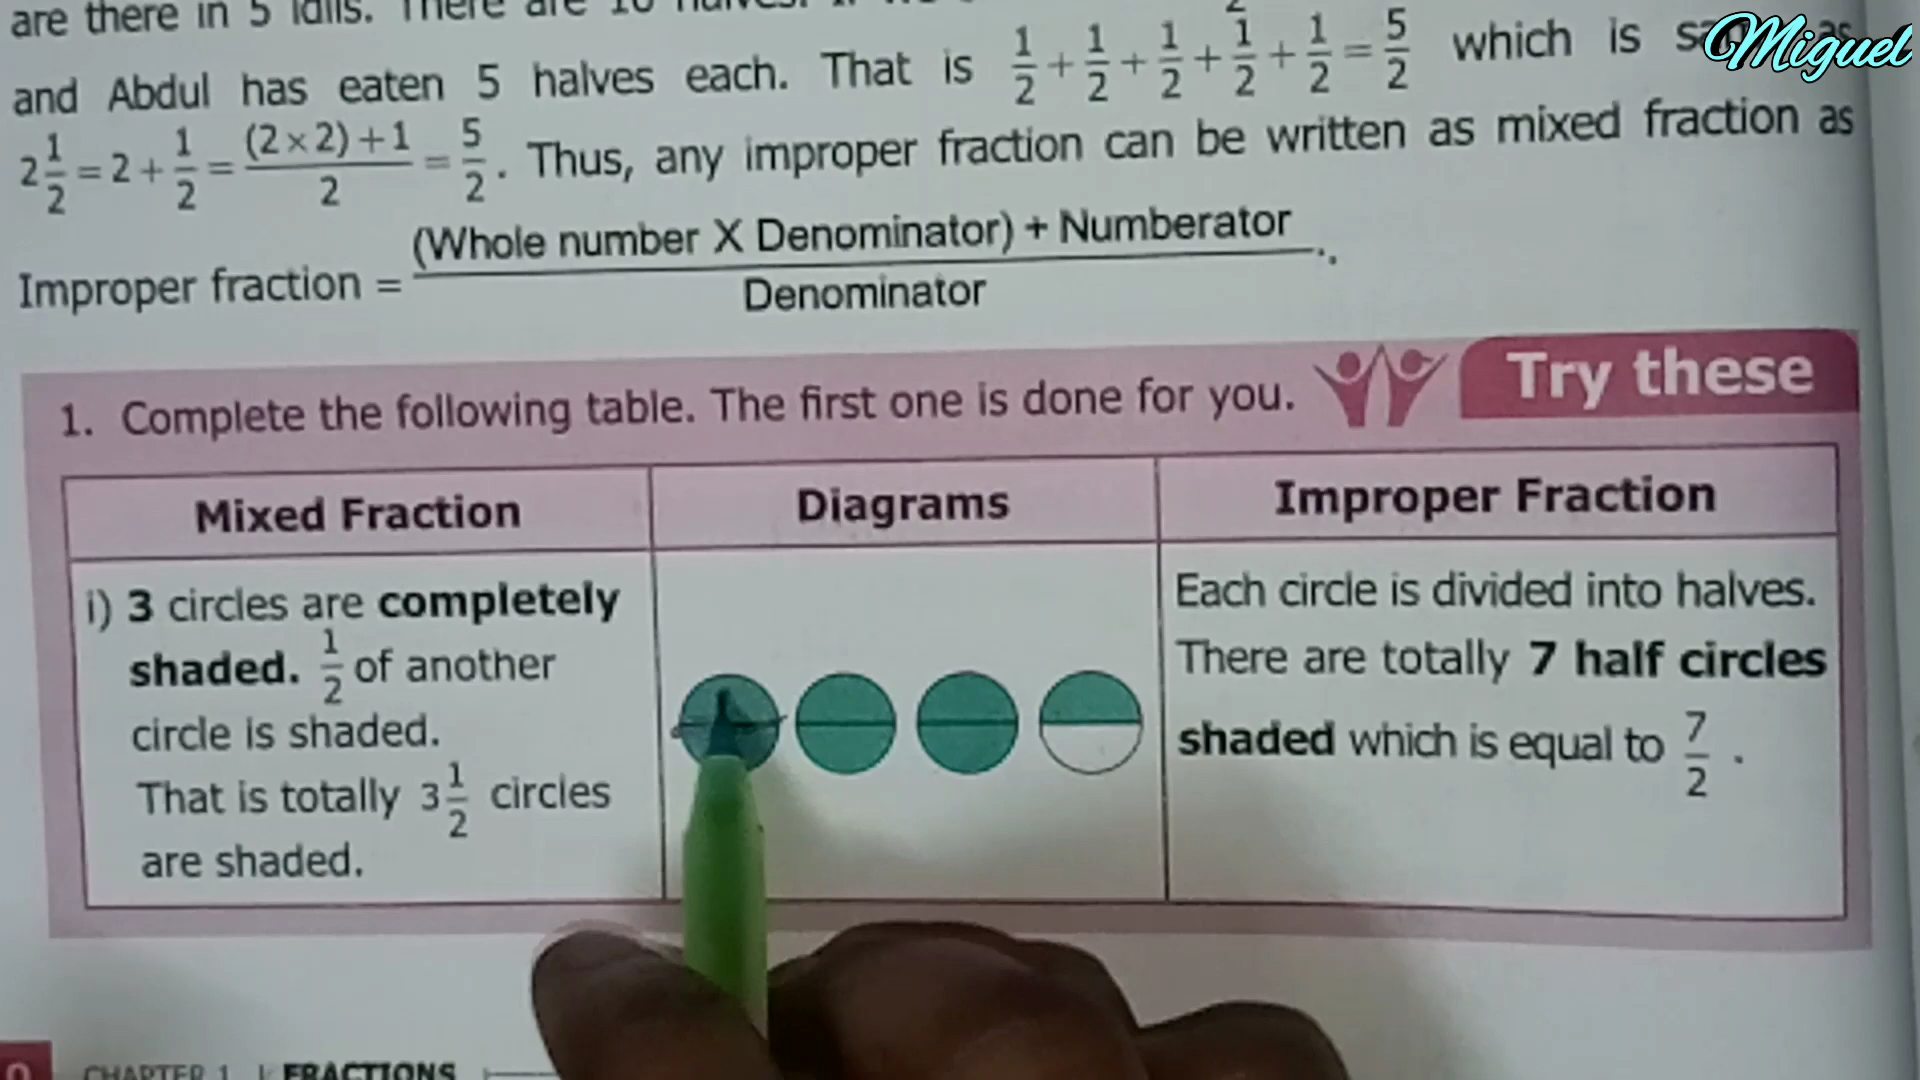 are there in 5 idlis. There are 10 halves.
and Abdul has eaten 5 halves each. That is 1/2 + 1/2 + 1/2 + 1/2 + 1/2 = 5/2 which is same as
Miguel
2 1/2 = 2 + 1/2 = (2×2)+1/2 = 5/2. Thus, any improper fraction can be written as mixed fraction as
Improper fraction = (Whole number X Denominator) + Numberator
Denominator
Try these
1. Complete the following table. The first one is done for you.
Mixed Fraction Diagrams Improper Fraction
i) 3 circles are completely
shaded. 1/2 of another
circle is shaded.
That is totally 3 1/2 circles
are shaded.
Each circle is divided into halves.
There are totally 7 half circles
shaded which is equal to 7/2 .
CHAPTER 1 | FRACTIONS